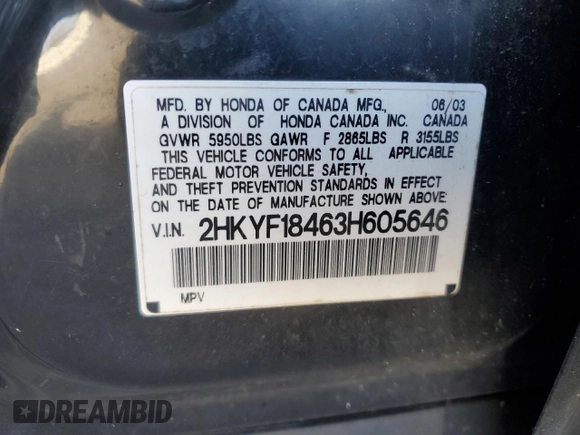 MFD. BY HONDA OF CANADA MFG., 06/03
A DIVISION OF HONDA CANADA INC. CANADA
GVWR 5950LBS GAWR F 2865LBS R 3155LBS
THIS VEHICLE CONFORMS TO ALL APPLICABLE
FEDERAL MOTOR VEHICLE SAFETY,
AND THEFT PREVENTION STANDARDS IN EFFECT
ON THE DATE OF MANUFACTURE SHOWN ABOVE:
V.I.N. 2HKYF18463H605646
MPV
DREAMBID